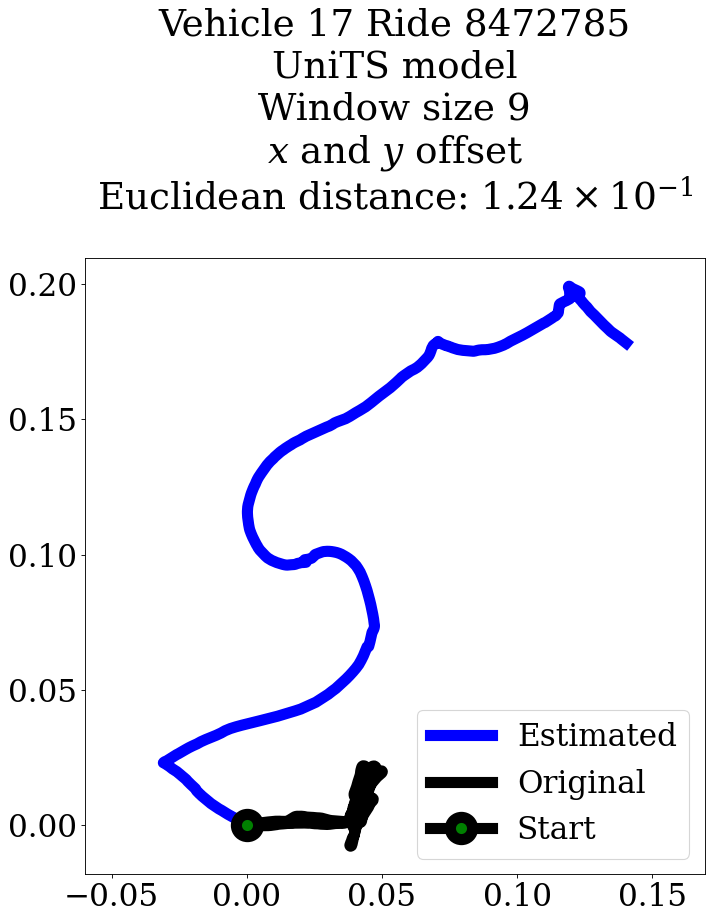 Vehicle 17 Ride 8472785
UniTS model
Window size 9
x and y offset
Euclidean distance: 1.24 × 10⁻¹
0.20
0.15
0.10
0.05
0.00
Estimated
Original
Start
−0.05 0.00 0.05 0.10 0.15